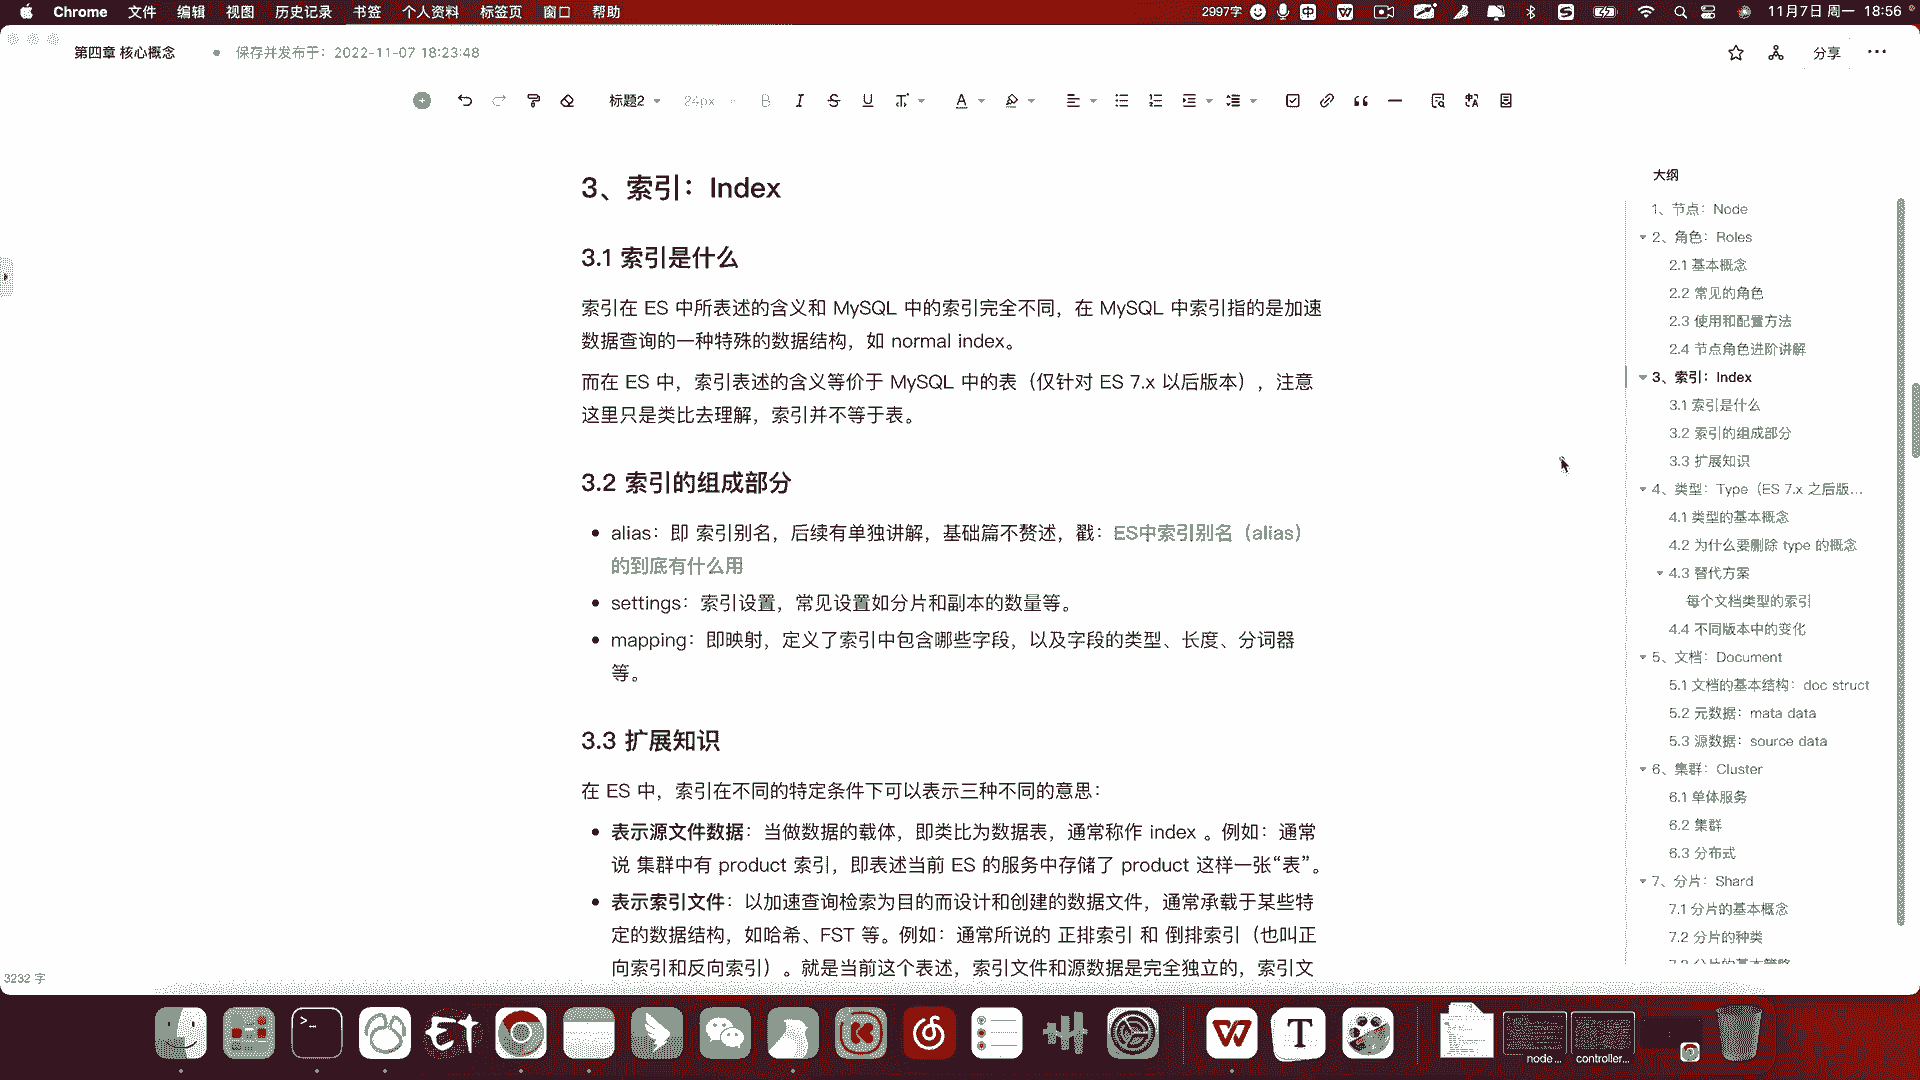 Chrome 文件 编辑 视图 历史记录 书签 个人资料 标签页 窗口 帮助 2997字 中 11月7日 周一 18:56
第四章 核心概念 保存并发布于：2022-11-07 18:23:48 分享
标题2 24px
3、索引：Index
3.1 索引是什么
索引在 ES 中所表述的含义和 MySQL 中的索引完全不同，在 MySQL 中索引指的是加速
数据查询的一种特殊的数据结构，如 normal index。
而在 ES 中，索引表述的含义等价于 MySQL 中的表（仅针对 ES 7.x 以后版本），注意
这里只是类比去理解，索引并不等于表。
3.2 索引的组成部分
alias：即 索引别名，后续有单独讲解，基础篇不赘述，戳：ES中索引别名（alias）
的到底有什么用
settings：索引设置，常见设置如分片和副本的数量等。
mapping：即映射，定义了索引中包含哪些字段，以及字段的类型、长度、分词器
等。
3.3 扩展知识
在 ES 中，索引在不同的特定条件下可以表示三种不同的意思：
表示源文件数据：当做数据的载体，即类比为数据表，通常称作 index 。例如：通常
说 集群中有 product 索引，即表述当前 ES 的服务中存储了 product 这样一张“表”。
表示索引文件：以加速查询检索为目的而设计和创建的数据文件，通常承载于某些特
定的数据结构，如哈希、FST 等。例如：通常所说的 正排索引 和 倒排索引（也叫正
向索引和反向索引）。就是当前这个表述，索引文件和源数据是完全独立的，索引文
3232 字
大纲
1、节点：Node
2、角色：Roles
2.1 基本概念
2.2 常见的角色
2.3 使用和配置方法
2.4 节点角色进阶讲解
3、索引：Index
3.1 索引是什么
3.2 索引的组成部分
3.3 扩展知识
4、类型：Type（ES 7.x 之后版...
4.1 类型的基本概念
4.2 为什么要删除 type 的概念
4.3 替代方案
每个文档类型的索引
4.4 不同版本中的变化
5、文档：Document
5.1 文档的基本结构：doc struct
5.2 元数据：mata data
5.3 源数据：source data
6、集群：Cluster
6.1 单体服务
6.2 集群
6.3 分布式
7、分片：Shard
7.1 分片的基本概念
7.2 分片的种类
node... controller...